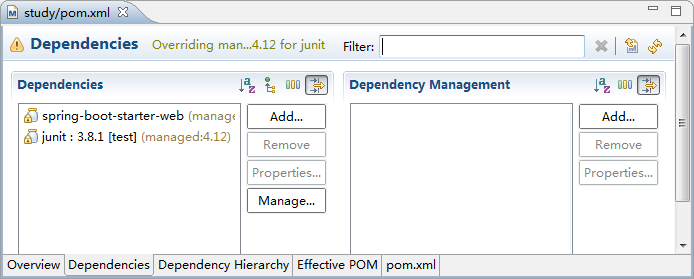 study/pom.xml
Dependencies Overriding man...4.12 for junit Filter:
Dependencies
spring-boot-starter-web (manage
junit : 3.8.1 [test] (managed:4.12)
Add...
Remove
Properties...
Manage...
Dependency Management
Add...
Remove
Properties...
Overview Dependencies Dependency Hierarchy Effective POM pom.xml